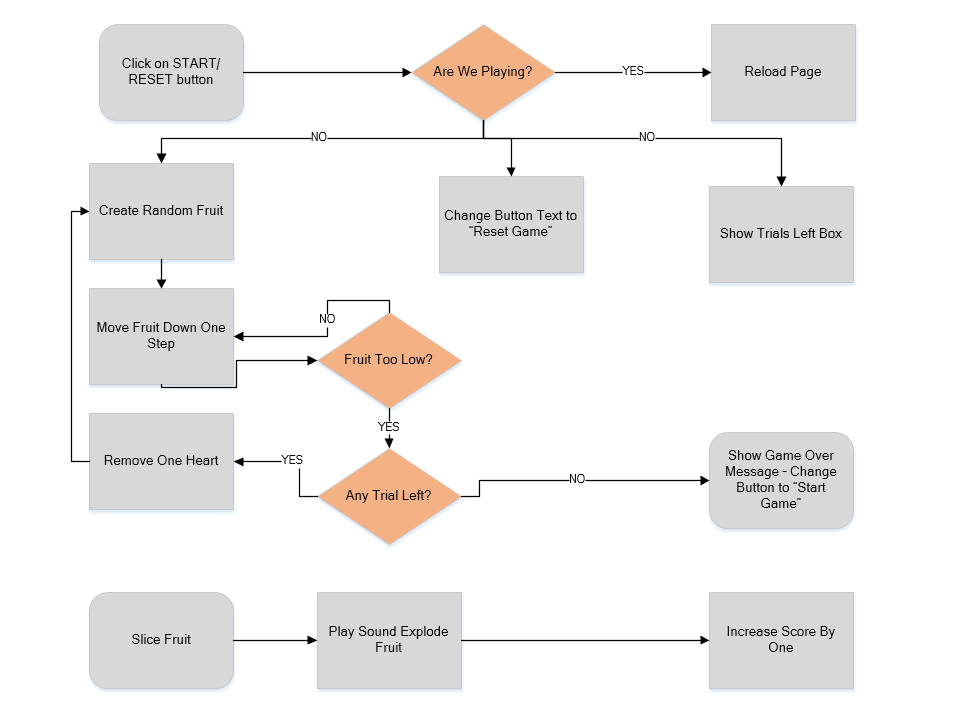 Click on START/
RESET button
Are We Playing?
YES
Reload Page
NO
NO
Create Random Fruit
Change Button Text to
“Reset Game”
Show Trials Left Box
Move Fruit Down One
Step
NO
Fruit Too Low?
YES
Remove One Heart
YES
Any Trial Left?
NO
Show Game Over
Message - Change
Button to “Start
Game”
Slice Fruit
Play Sound Explode
Fruit
Increase Score By
One